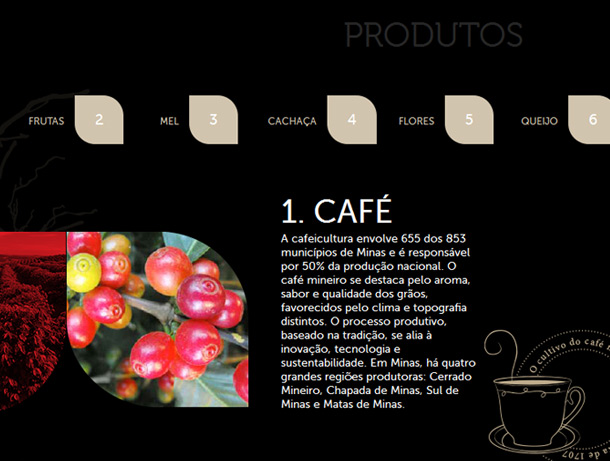 PRODUTOS
FRUTAS 2 MEL 3 CACHAÇA 4 FLORES 5 QUEIJO 6
1. CAFÉ
A cafeicultura envolve 655 dos 853
municípios de Minas e é responsável
por 50% da produção nacional. O
café mineiro se destaca pelo aroma,
sabor e qualidade dos grãos,
favorecidos pelo clima e topografia
distintos. O processo produtivo,
baseado na tradição, se alia à
inovação, tecnologia e
sustentabilidade. Em Minas, há quatro
grandes regiões produtoras: Cerrado
Mineiro, Chapada de Minas, Sul de
Minas e Matas de Minas.
O cultivo do café
de 1707